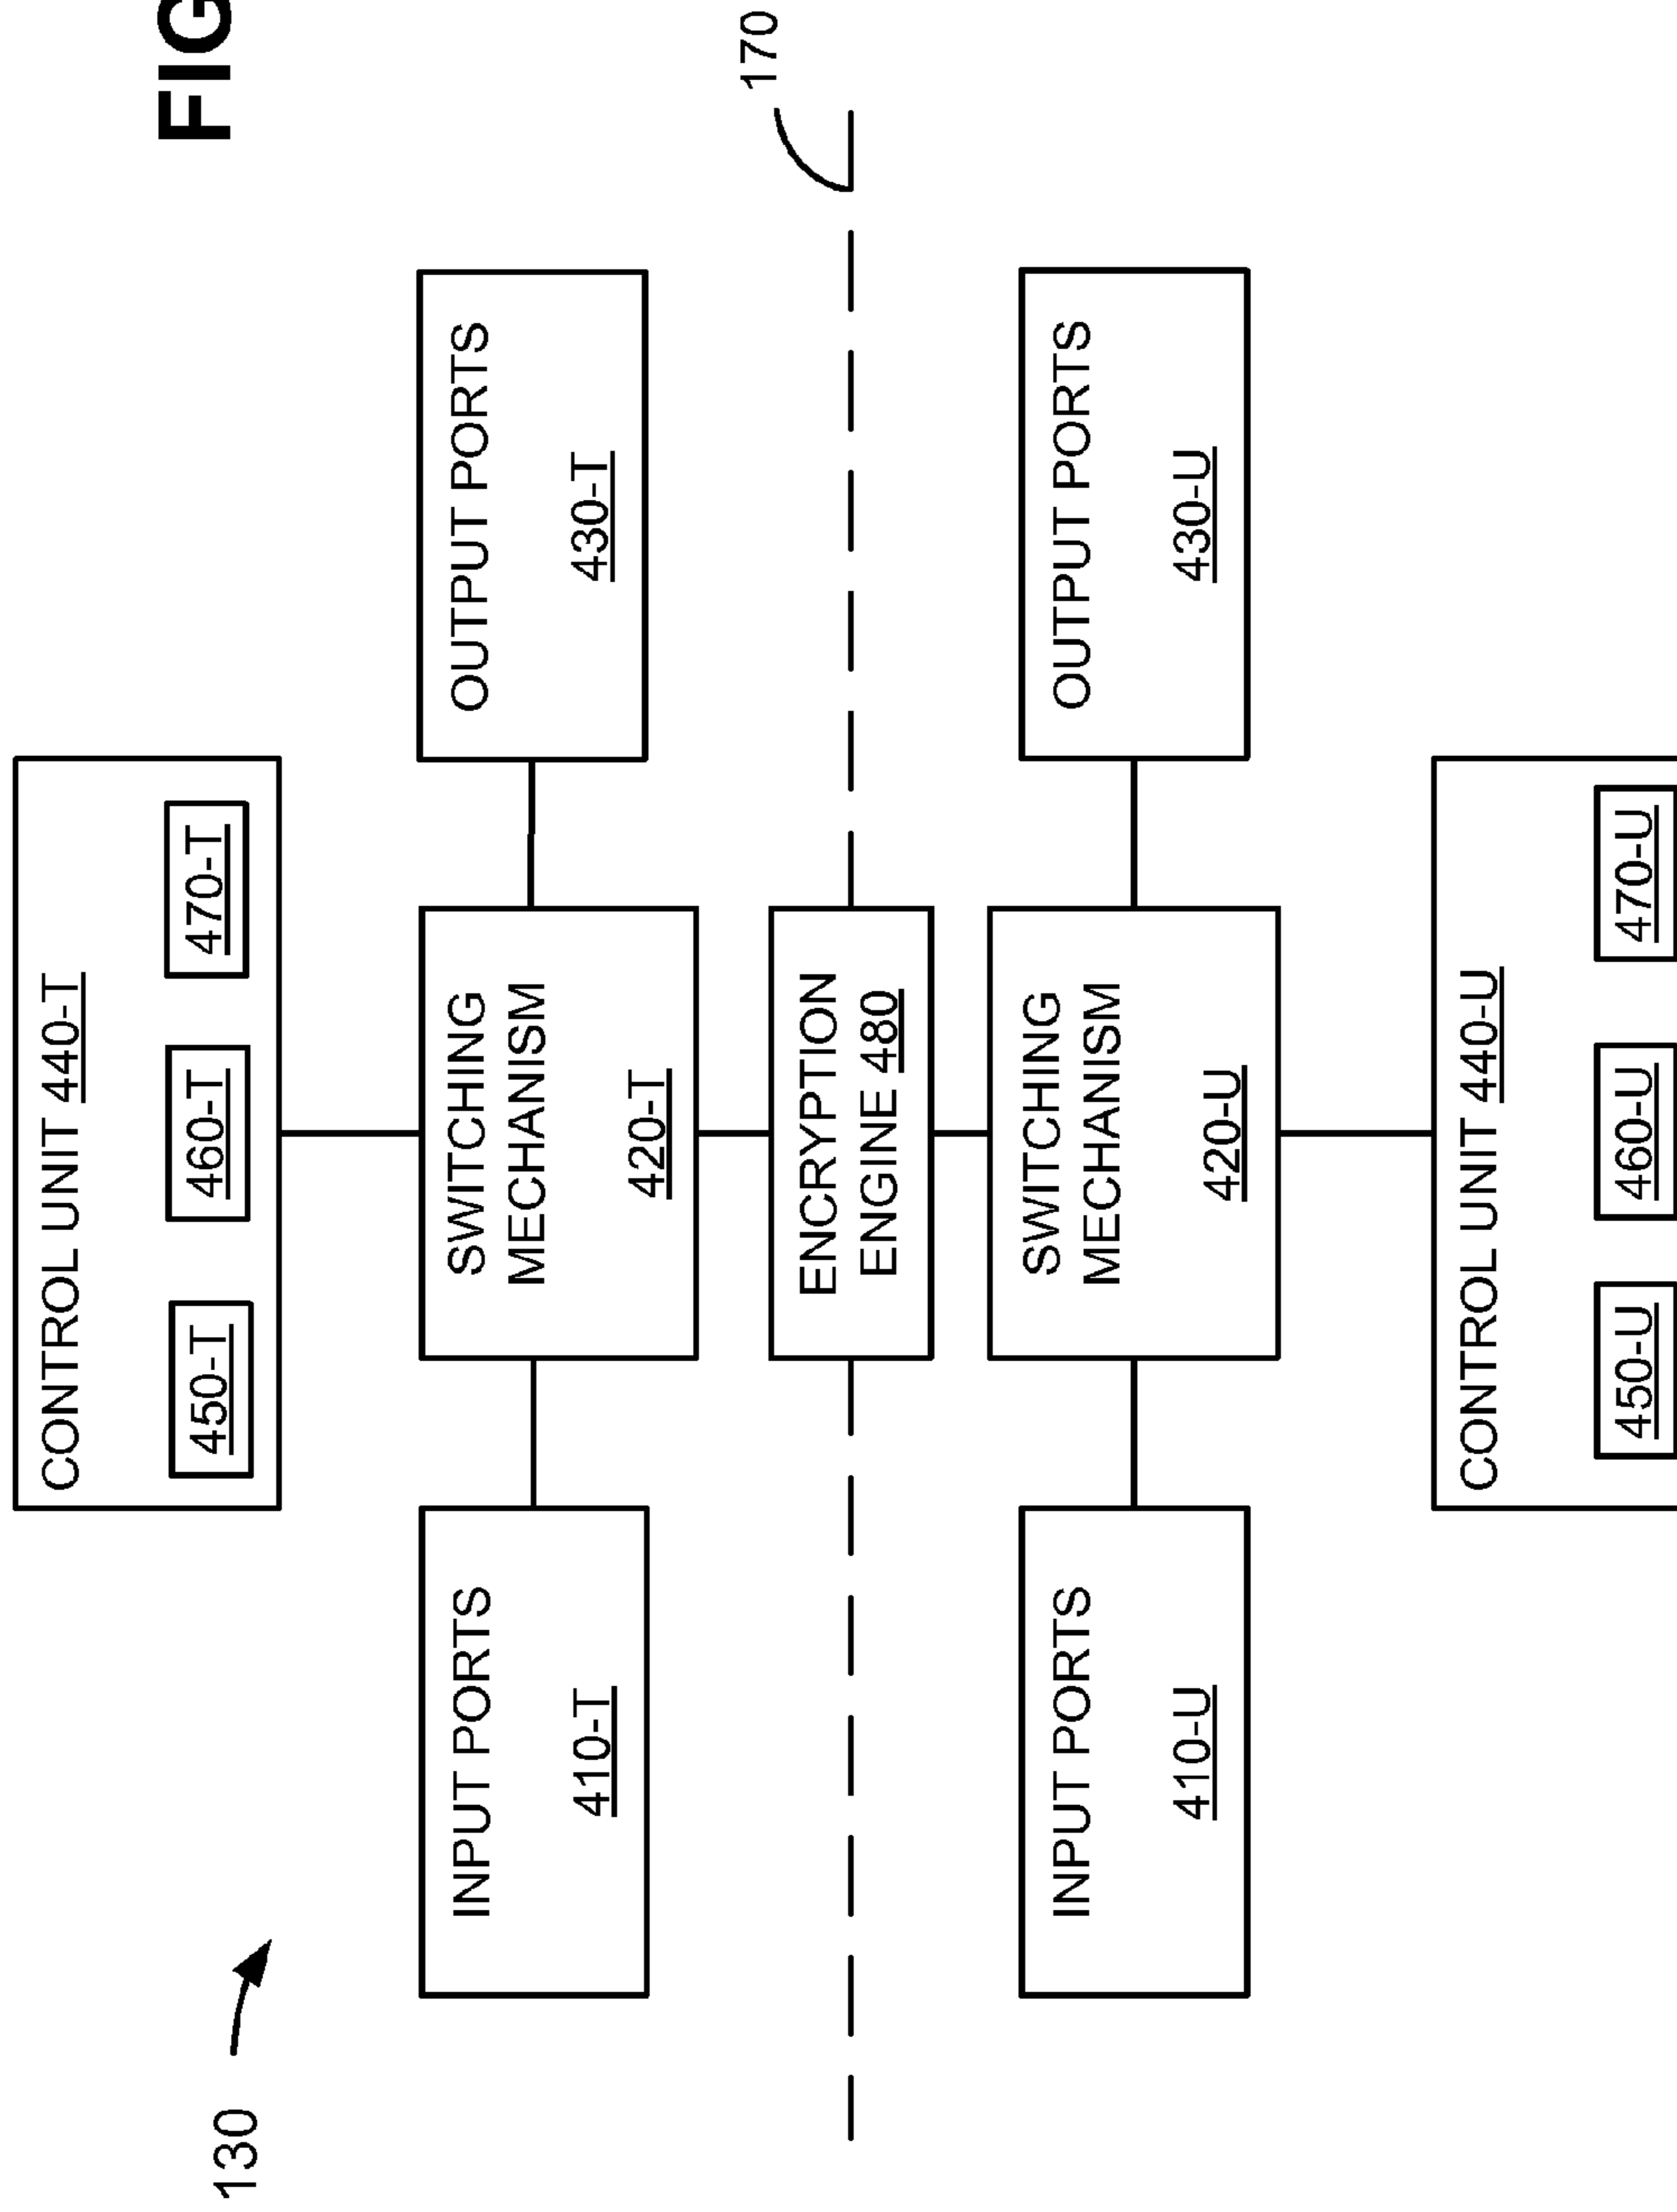 FIG
130
CONTROL UNIT 440-T
450-T
460-T
470-T
INPUT PORTS
410-T
SWITCHING
MECHANISM
420-T
OUTPUT PORTS
430-T
170
ENCRYPTION
ENGINE 480
INPUT PORTS
410-U
SWITCHING
MECHANISM
420-U
OUTPUT PORTS
430-U
CONTROL UNIT 440-U
450-U
460-U
470-U